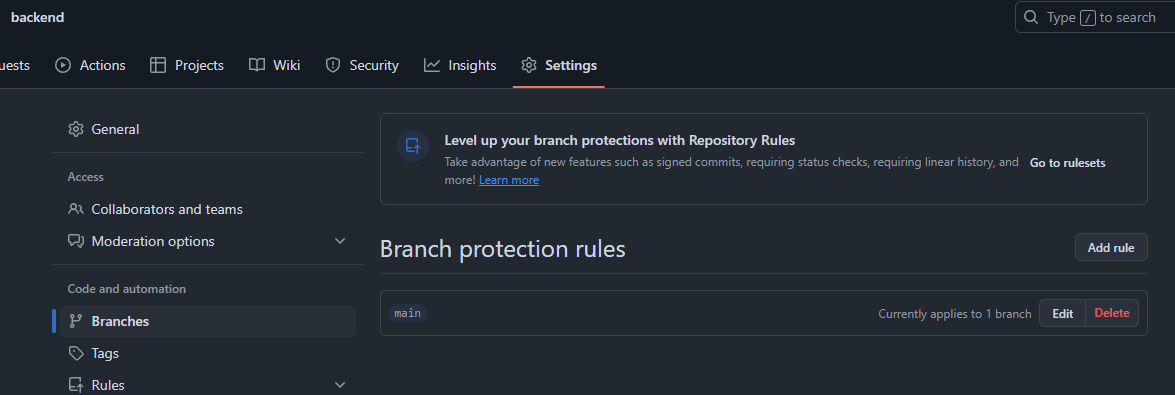 backend
Type / to search
uests
Actions
Projects
Wiki
Security
Insights
Settings
General
Access
Collaborators and teams
Moderation options
Code and automation
Branches
Tags
Rules
Level up your branch protections with Repository Rules
Take advantage of new features such as signed commits, requiring status checks, requiring linear history, and
more! Learn more
Go to rulesets
Branch protection rules
Add rule
main
Currently applies to 1 branch
Edit
Delete